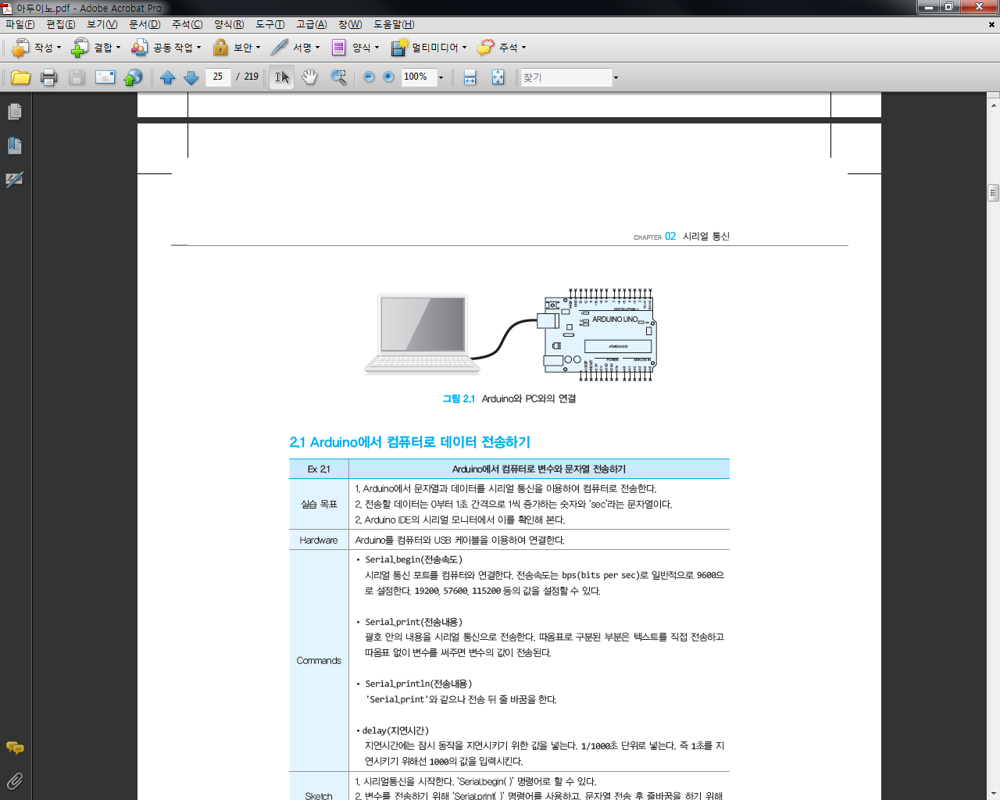 아두이노.pdf - Adobe Acrobat Pro
파일(F) 편집(E) 보기(V) 문서(D) 주석(C) 양식(R) 도구(T) 고급(A) 창(W) 도움말(H)
작성 결합 공동 작업 보안 서명 양식 멀티미디어 주석
25 / 219 100% 찾기
CHAPTER 02 시리얼 통신
ARDUINO UNO
ATMEGA328
POWER ANALOG IN
그림 2.1 Arduino와 PC와의 연결
2.1 Arduino에서 컴퓨터로 데이터 전송하기
Ex 2.1 Arduino에서 컴퓨터로 변수와 문자열 전송하기
실습 목표
1. Arduino에서 문자열과 데이터를 시리얼 통신을 이용하여 컴퓨터로 전송한다.
2. 전송할 데이터는 0부터 1초 간격으로 1씩 증가하는 숫자와 ‘sec’라는 문자열이다.
2. Arduino IDE의 시리얼 모니터에서 이를 확인해 본다.
Hardware Arduino를 컴퓨터와 USB 케이블을 이용하여 연결한다.
Commands
• Serial.begin(전송속도)
시리얼 통신 포트를 컴퓨터와 연결한다. 전송속도는 bps(bits per sec)로 일반적으로 9600으
로 설정한다. 19200, 57600, 115200 등의 값을 설정할 수 있다.
• Serial.print(전송내용)
괄호 안의 내용을 시리얼 통신으로 전송한다. 따옴표로 구분된 부분은 텍스트를 직접 전송하고
따옴표 없이 변수를 써주면 변수의 값이 전송된다.
• Serial.println(전송내용)
'Serial.print'와 같으나 전송 뒤 줄 바꿈을 한다.
•delay(지연시간)
지연시간에는 잠시 동작을 지연시키기 위한 값을 넣는다. 1/1000초 단위로 넣는다. 즉 1초를 지
연시키기 위해선 1000의 값을 입력시킨다.
Sketch
1. 시리얼통신을 시작한다. ‘Serial.begin( )’ 명령어로 할 수 있다.
2. 변수를 전송하기 위해 ‘Serial.print( )’ 명령어를 사용하고, 문자열 전송 후 줄바꿈을 하기 위해